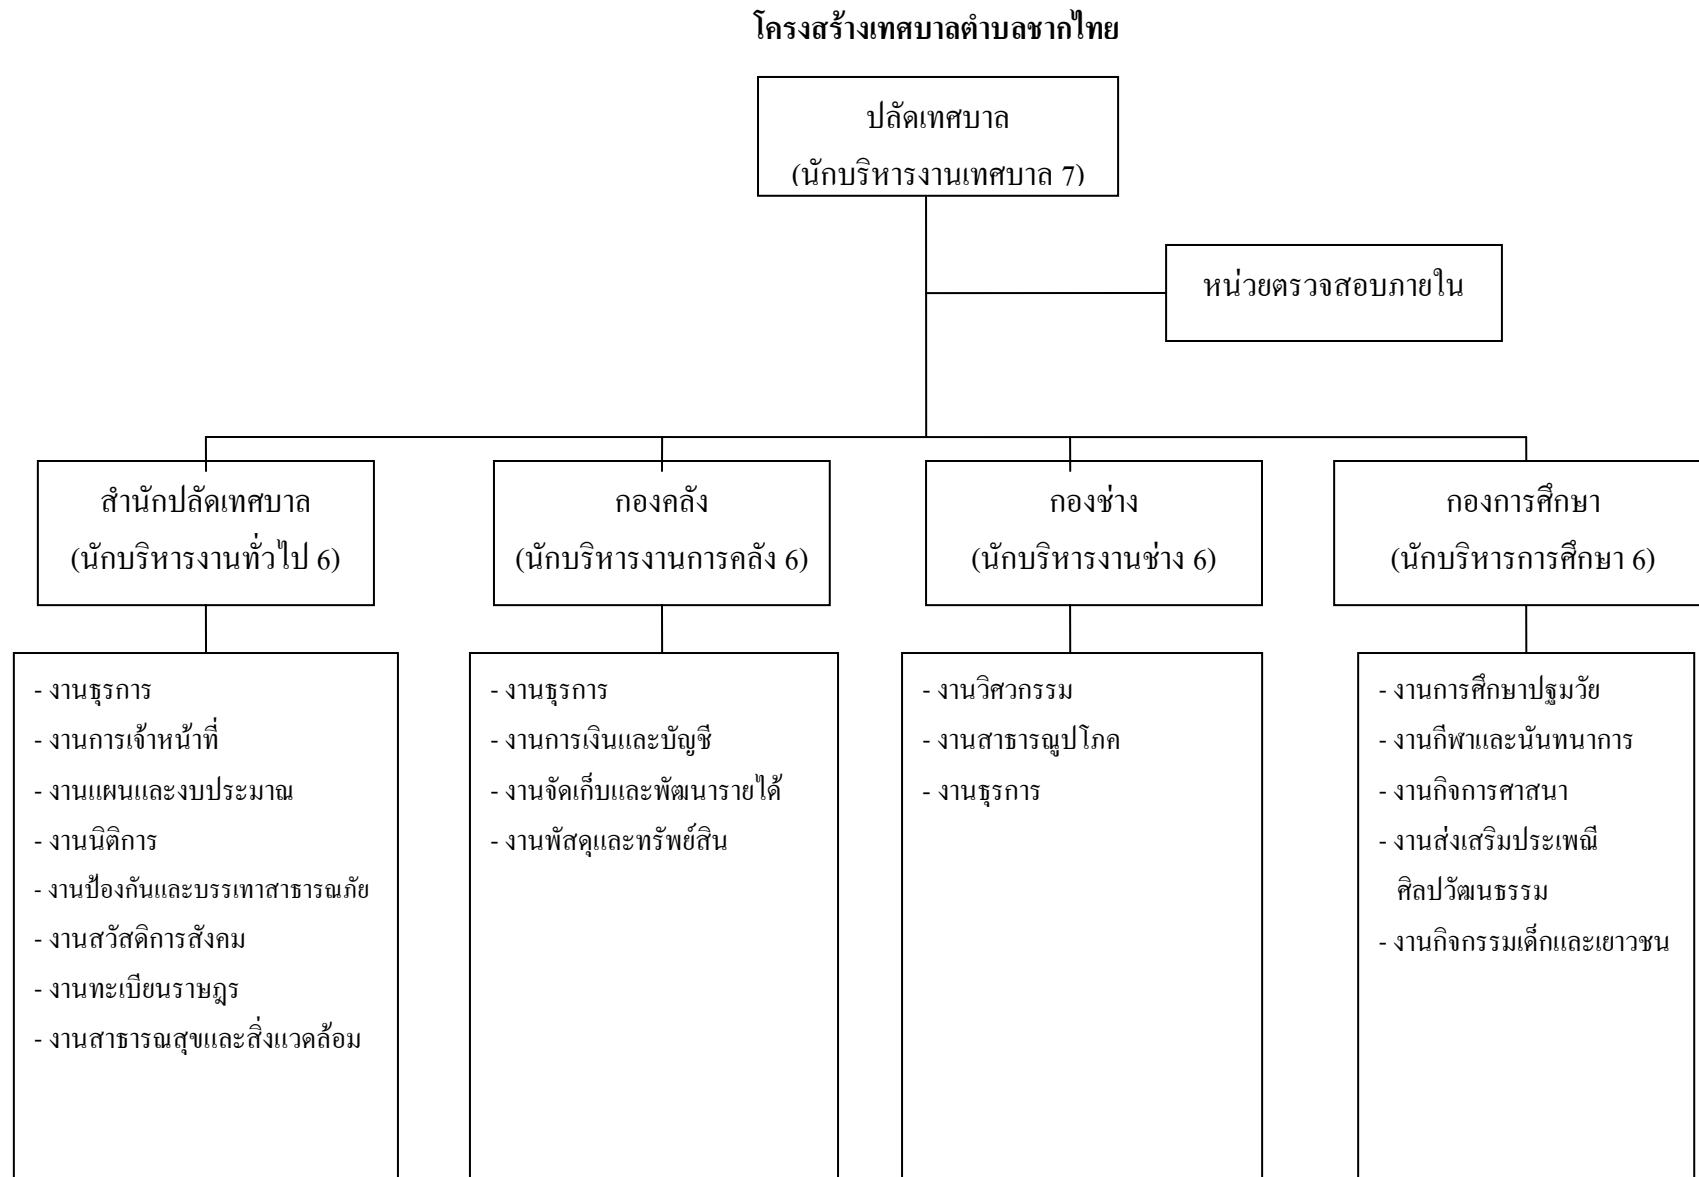 โครงสร้างเทศบาลตำบลชากไทย
ปลัดเทศบาล
(นักบริหารงานเทศบาล 7)
หน่วยตรวจสอบภายใน
สำนักปลัดเทศบาล
(นักบริหารงานทั่วไป 6)
กองคลัง
(นักบริหารงานการคลัง 6)
กองช่าง
(นักบริหารงานช่าง 6)
กองการศึกษา
(นักบริหารการศึกษา 6)
- งานธุรการ
- งานการเจ้าหน้าที่
- งานแผนและงบประมาณ
- งานนิติการ
- งานป้องกันและบรรเทาสาธารณภัย
- งานสวัสดิการสังคม
- งานทะเบียนราษฎร
- งานสาธารณสุขและสิ่งแวดล้อม
- งานธุรการ
- งานการเงินและบัญชี
- งานจัดเก็บและพัฒนารายได้
- งานพัสดุและทรัพย์สิน
- งานวิศวกรรม
- งานสาธารณูปโภค
- งานธุรการ
- งานการศึกษาปฐมวัย
- งานกีฬาและนันทนาการ
- งานกิจการศาสนา
- งานส่งเสริมประเพณี
ศิลปวัฒนธรรม
- งานกิจกรรมเด็กและเยาวชน